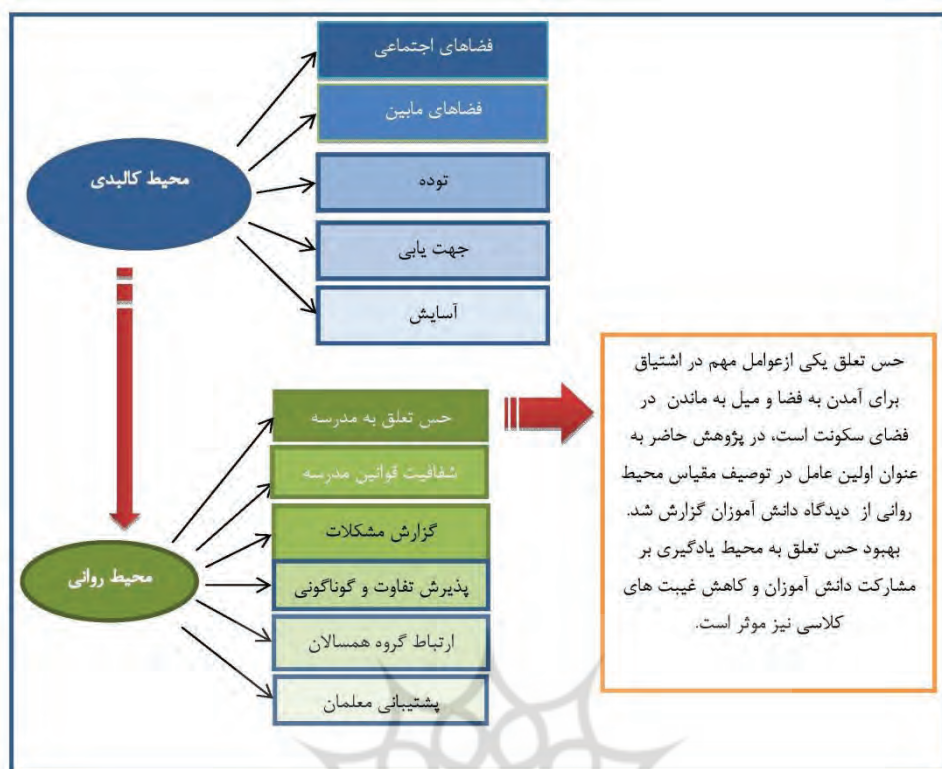 فضاهای اجتماعی
فضاهای مابین
محیط کالبدی
توده
جهت یابی
آسایش
حس تعلق به مدرسه
شفافیت قوانین مدرسه
گزارش مشکلات
محیط روانی
پذیرش تفاوت و گوناگونی
ارتباط گروه همسالان
پشتیبانی معلمان
حس تعلق یکی ازعوامل مهم در اشتیاق
برای آمدن به فضا و میل به ماندن در
فضای سکونت است، در پژوهش حاضر به
عنوان اولین عامل در توصیف مقیاس محیط
روانی از دیدگاه دانش آموزان گزارش شد.
بهبود حس تعلق به محیط یادگیری بر
مشارکت دانش آموزان و کاهش غیبت های
کلاسی نیز موثر است.